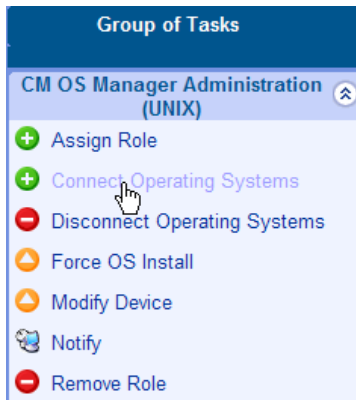 Group of Tasks
CM OS Manager Administration
(UNIX)
Assign Role
Connect Operating Systems
Disconnect Operating Systems
Force OS Install
Modify Device
Notify
Remove Role